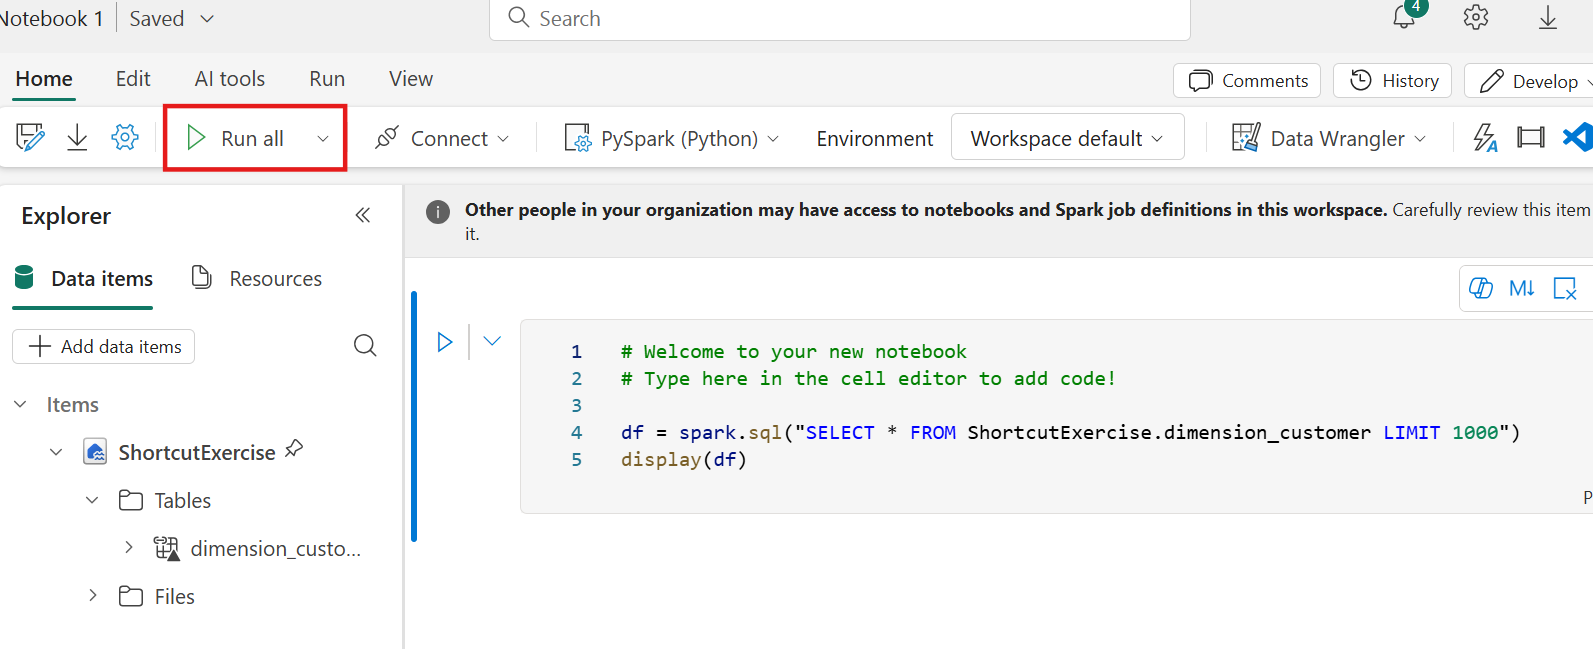 Notebook 1 Saved Search 4
Home Edit AI tools Run View Comments History Develop
Run all Connect PySpark (Python) Environment Workspace default Data Wrangler
Explorer
Data items Resources
Add data items
Items
ShortcutExercise
Tables
dimension_custo...
Files
Other people in your organization may have access to notebooks and Spark job definitions in this workspace. Carefully review this item
it.
M↓
1 # Welcome to your new notebook
2 # Type here in the cell editor to add code!
3
4 df = spark.sql("SELECT * FROM ShortcutExercise.dimension_customer LIMIT 1000")
5 display(df)
P